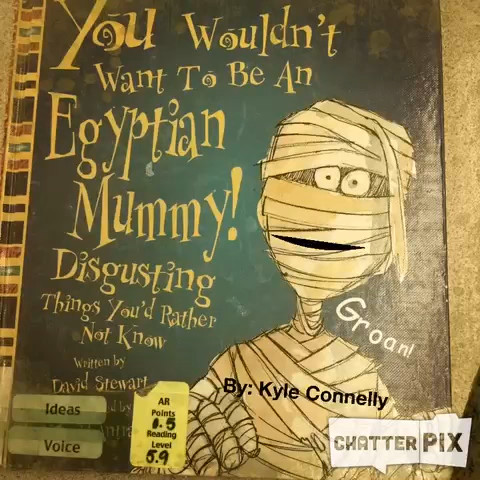 You Wouldn't
Want To Be An
Egyptian
Mummy!
Disgusting
Things You'd Rather
Not Know
Written by
David Stewart
by
Groan!
By: Kyle Connelly
Ideas
Voice
AR
Points
0.5
Reading
Level
5.9
CHATTER PIX